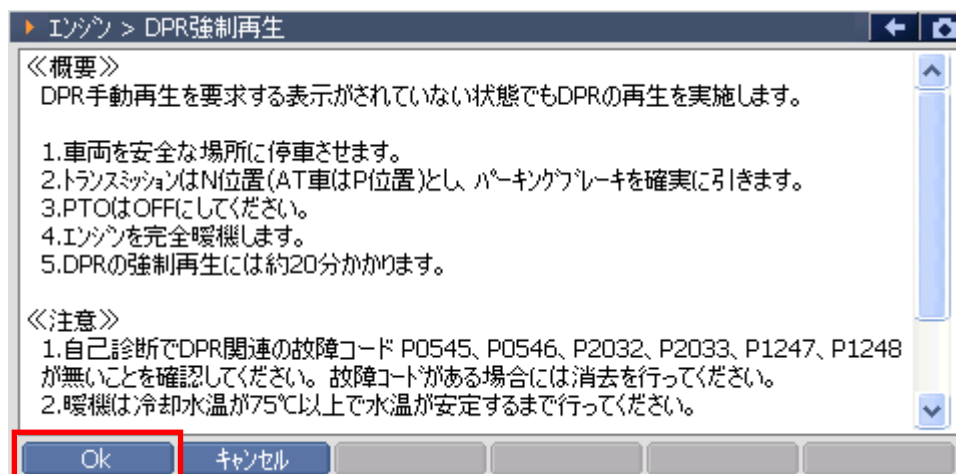 エンジン > DPR強制再生
≪概要≫
DPR手動再生を要求する表示がされていない状態でもDPRの再生を実施します。
1.車両を安全な場所に停車させます。
2.トランスミッションはN位置(AT車はP位置)とし、パーキングブレーキを確実に引きます。
3.PTOはOFFにしてください。
4.エンジンを完全暖機します。
5.DPRの強制再生には約20分かかります。
≪注意≫
1.自己診断でDPR関連の故障コード P0545、P0546、P2032、P2033、P1247、P1248
が無いことを確認してください。故障コードがある場合には消去を行ってください。
2.暖機は冷却水温が75℃以上で水温が安定するまで行ってください。
Ok
キャンセル